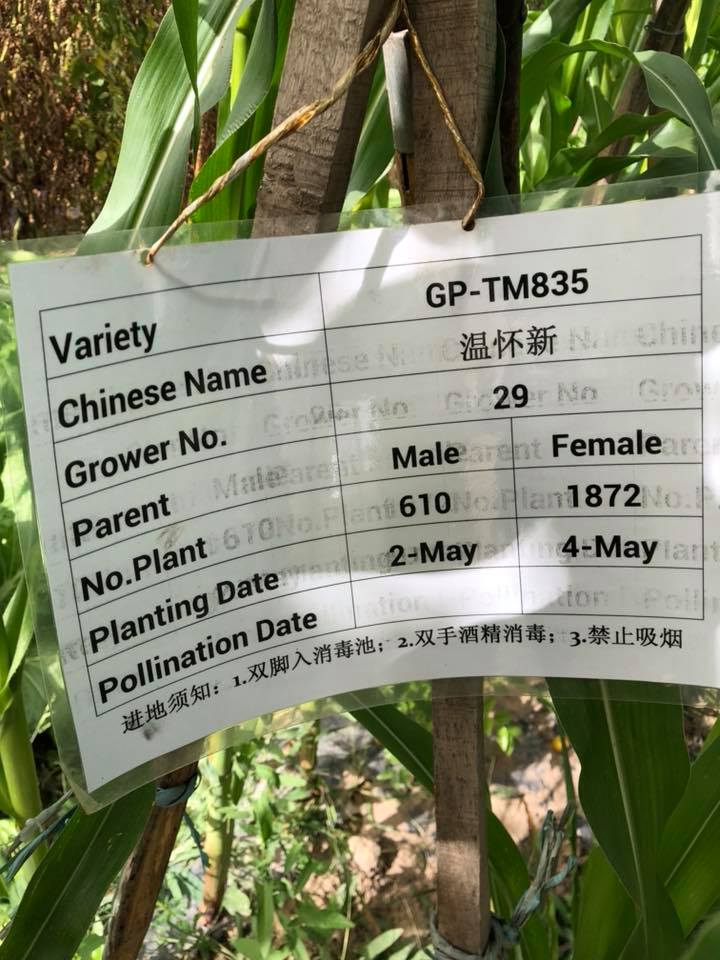 Variety GP-TM835
Chinese Name 温怀新
Grower No. 29
Parent Male Female
No.Plant 610 1872
Planting Date 2-May 4-May
Pollination Date
进地须知：1.双脚入消毒池；2.双手酒精消毒；3.禁止吸烟